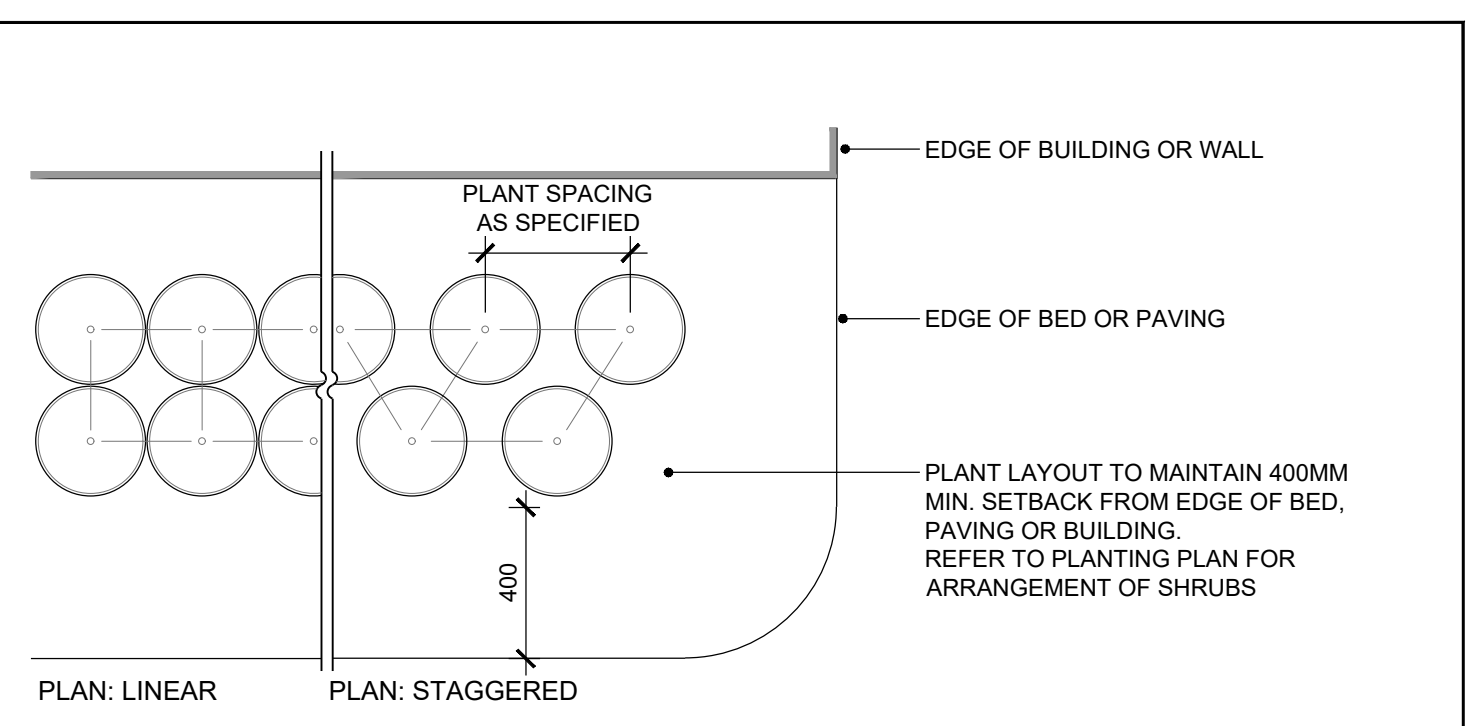 EDGE OF BUILDING OR WALL
PLANT SPACING
AS SPECIFIED
EDGE OF BED OR PAVING
PLANT LAYOUT TO MAINTAIN 400MM
MIN. SETBACK FROM EDGE OF BED,
PAVING OR BUILDING.
REFER TO PLANTING PLAN FOR
ARRANGEMENT OF SHRUBS
400
PLAN: LINEAR
PLAN: STAGGERED